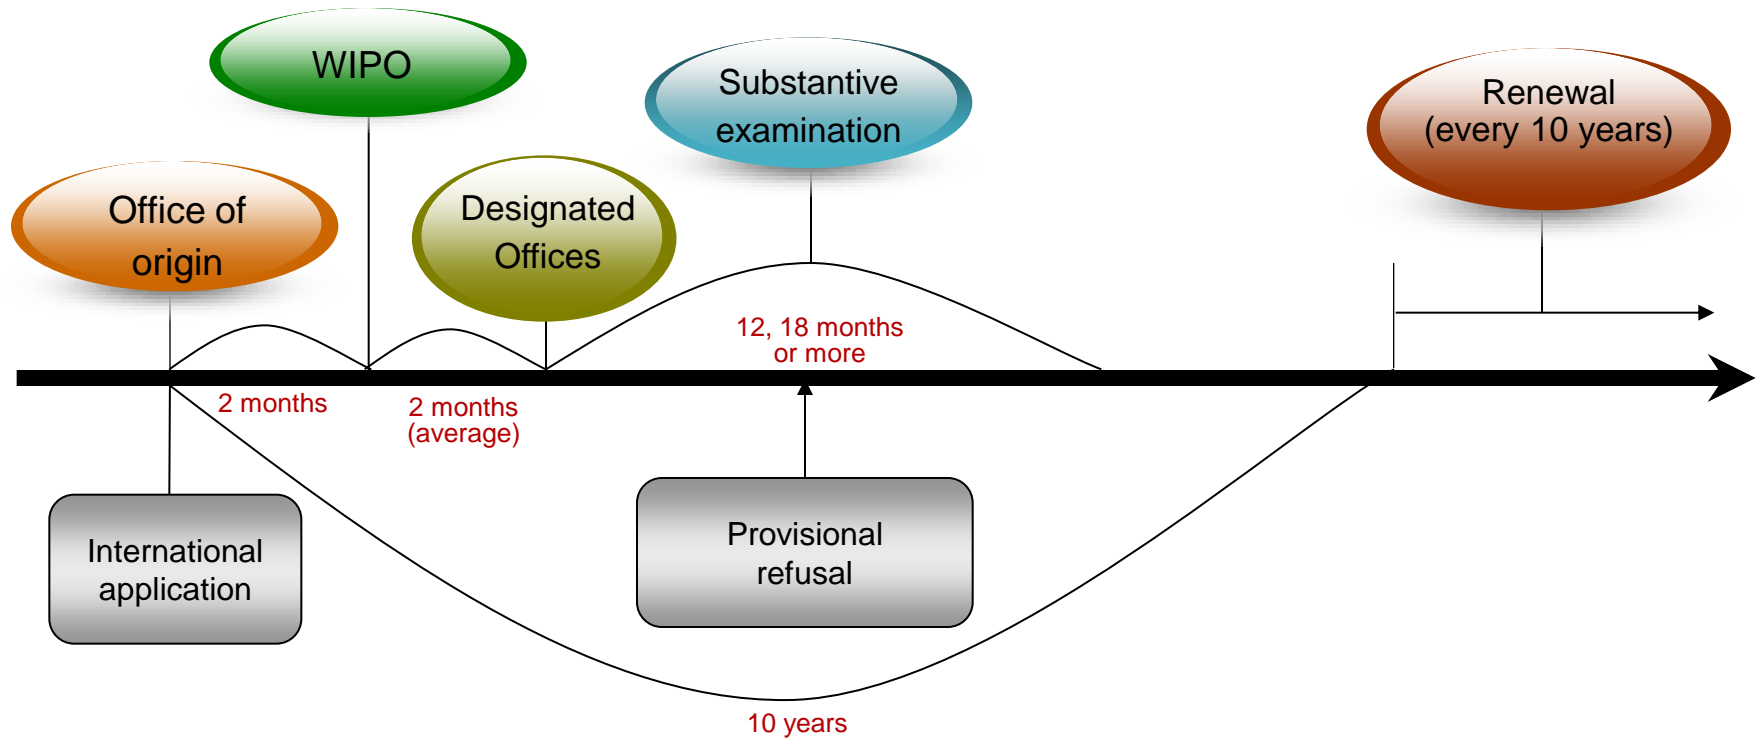 WIPO
Substantive
examination
Renewal
(every 10 years)
Office of
origin
Designated
Offices
12, 18 months
or more
2 months
2 months
(average)
International
application
Provisional
refusal
10 years